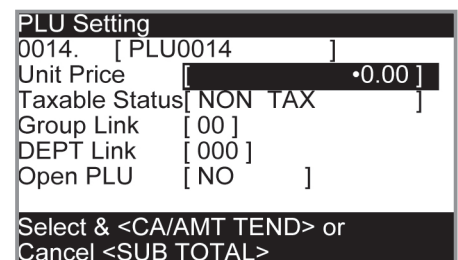 PLU Setting
0014. [ PLU0014 ]
Unit Price [ •0.00 ]
Taxable Status[ NON TAX ]
Group Link [ 00 ]
DEPT Link [ 000 ]
Open PLU [ NO ]
Select & <CA/AMT TEND> or
Cancel <SUB TOTAL>